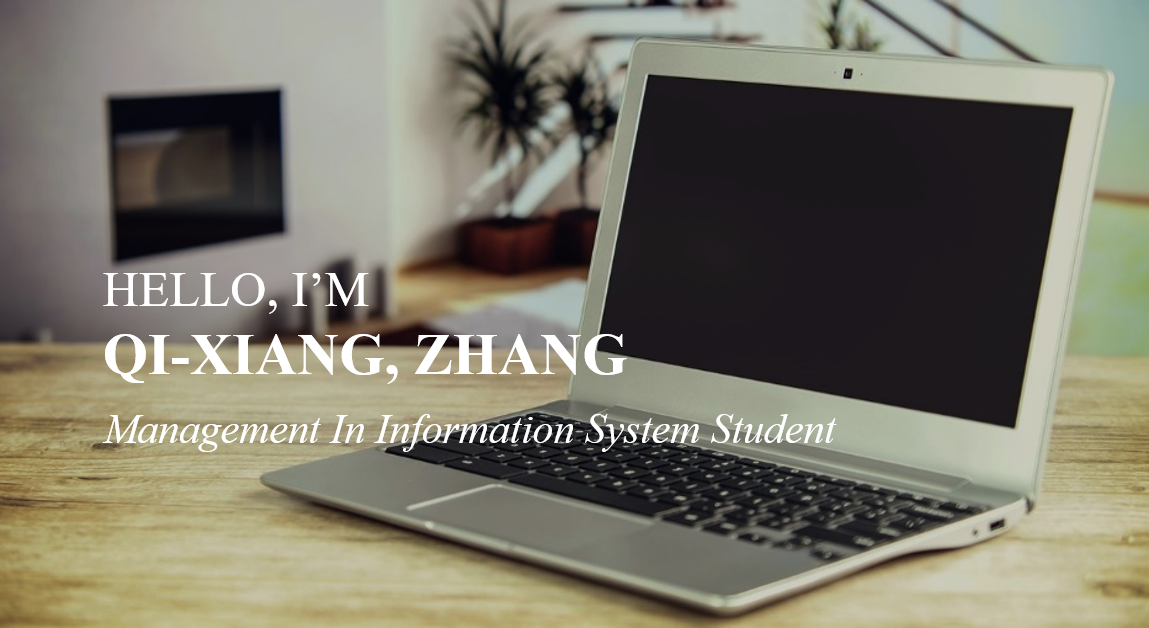 HELLO, I’M
QI-XIANG, ZHANG
Management In Information System Student